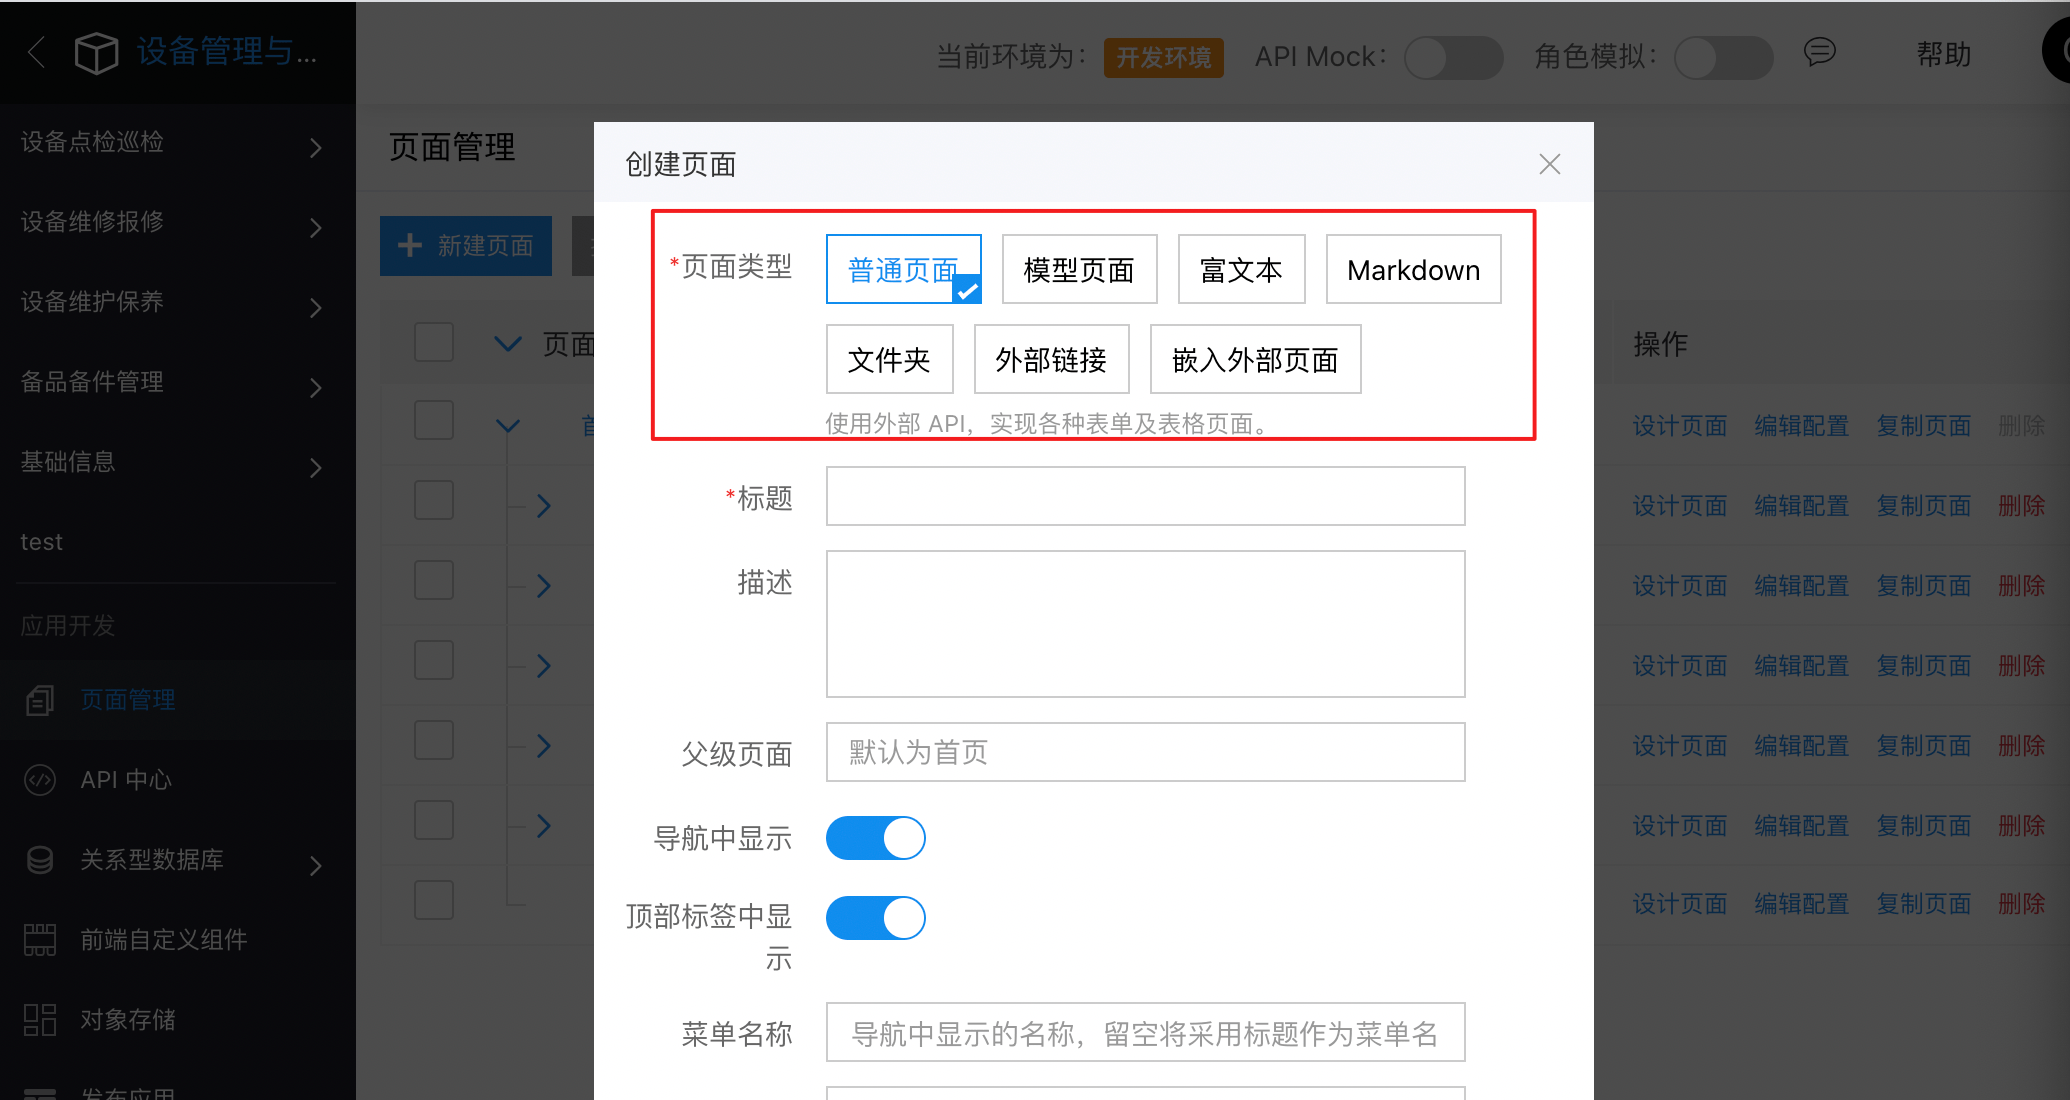 设备管理与...
当前环境为：
开发环境
API Mock：
角色模拟：
帮助
设备点检巡检
设备维修报修
设备维护保养
备品备件管理
基础信息
test
应用开发
页面管理
API 中心
关系型数据库
前端自定义组件
对象存储
发布应用
页面管理
新建页面
页面
操作
设计页面 编辑配置 复制页面 删除
设计页面 编辑配置 复制页面 删除
设计页面 编辑配置 复制页面 删除
设计页面 编辑配置 复制页面 删除
设计页面 编辑配置 复制页面 删除
设计页面 编辑配置 复制页面 删除
设计页面 编辑配置 复制页面 删除
创建页面
*页面类型
普通页面 模型页面 富文本 Markdown
文件夹 外部链接 嵌入外部页面
使用外部 API，实现各种表单及表格页面。
*标题
描述
父级页面
默认为首页
导航中显示
顶部标签中显
示
菜单名称
导航中显示的名称，留空将采用标题作为菜单名